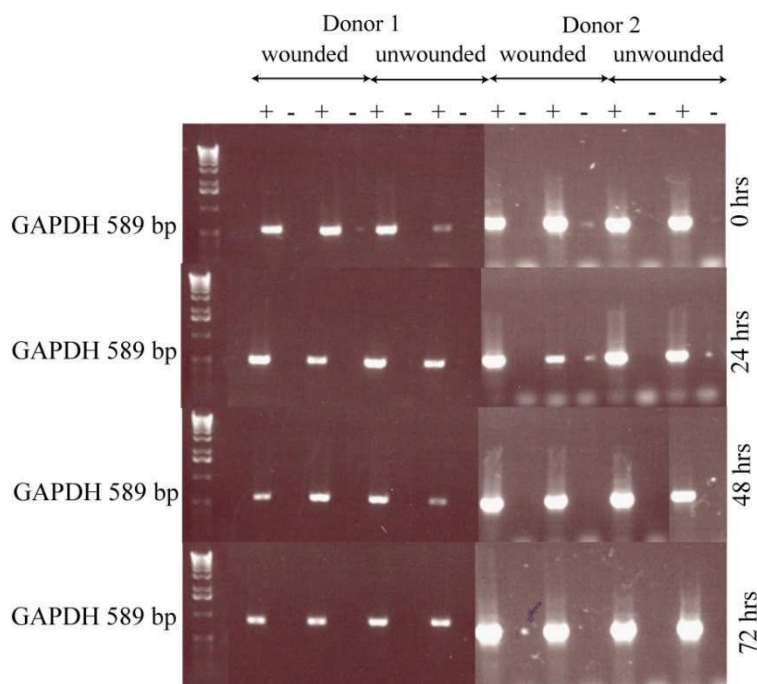 Donor 1 Donor 2
wounded unwounded wounded unwounded
+ - + - + - + - + - + - + - + -
GAPDH 589 bp 0 hrs
GAPDH 589 bp 24 hrs
GAPDH 589 bp 48 hrs
GAPDH 589 bp 72 hrs